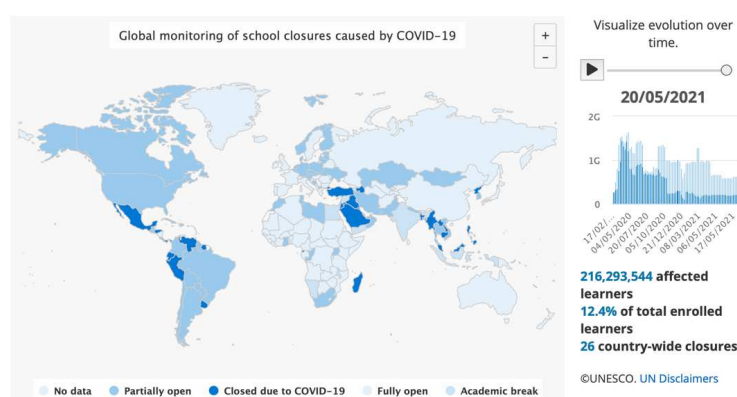 Global monitoring of school closures caused by COVID-19
+
-
No data
Partially open
Closed due to COVID-19
Fully open
Academic break
Visualize evolution over
time.
20/05/2021
2G
1G
0
17/02/...
04/05/2020
20/07/2020
05/10/2020
21/12/2020
08/03/2021
06/05/2021
17/05/2021
216,293,544 affected
learners
12.4% of total enrolled
learners
26 country-wide closures
©UNESCO. UN Disclaimers